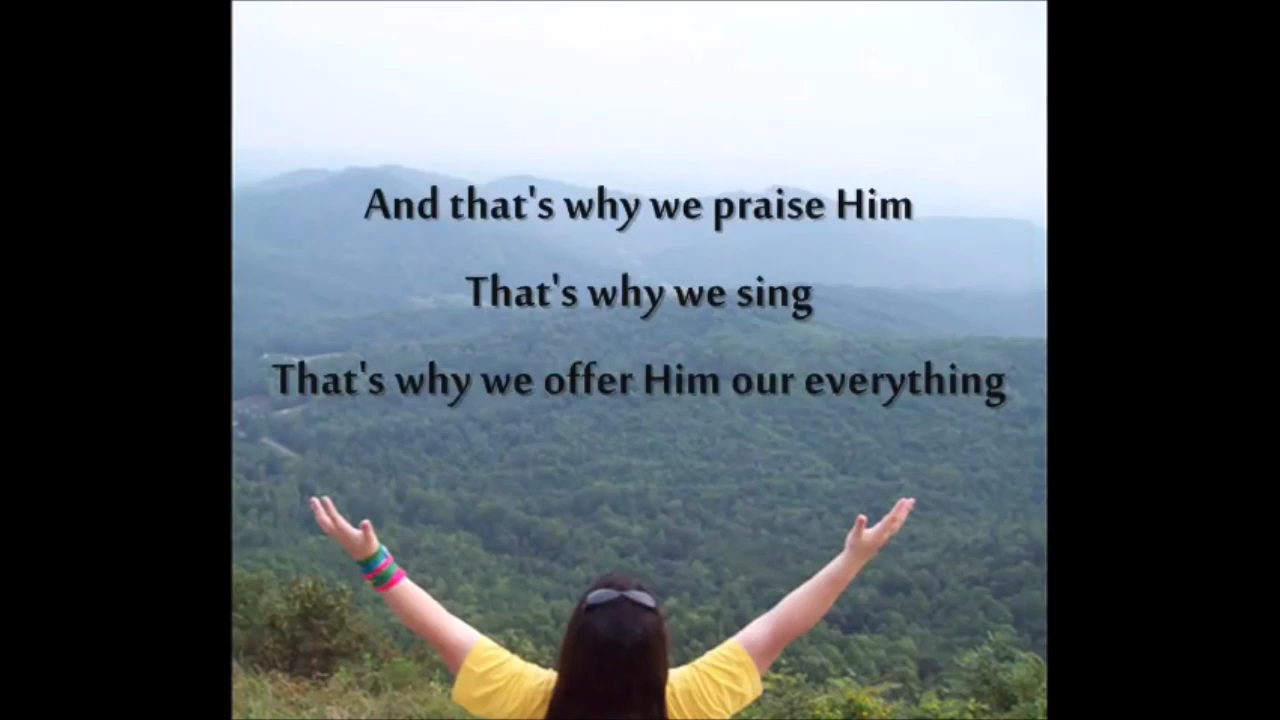 And that's why we praise Him
That's why we sing
That's why we offer Him our everything